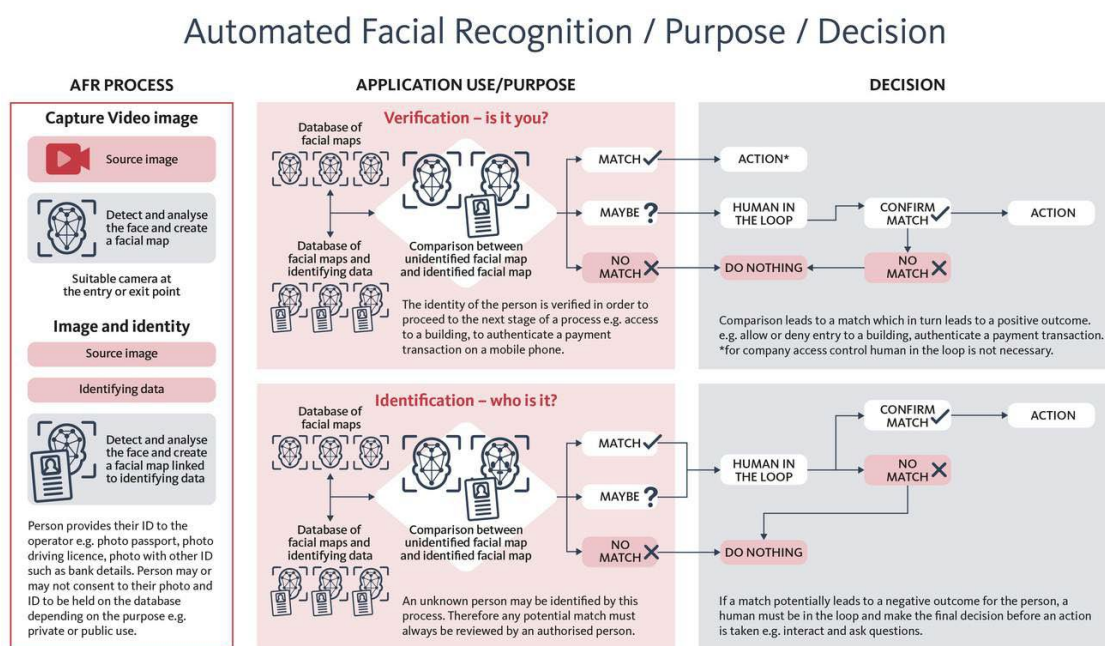 Automated Facial Recognition / Purpose / Decision
AFR PROCESS
Capture Video image
Source image
Detect and analyse
the face and create
a facial map
Suitable camera at
the entry or exit point
Image and identity
Source image
Identifying data
Detect and analyse
the face and create
a facial map linked
to identifying data
Person provides their ID to the
operator e.g. photo passport, photo
driving licence, photo with other ID
such as bank details. Person may or
may not consent to their photo and
ID to be held on the database
depending on the purpose e.g.
private or public use.
APPLICATION USE/PURPOSE
Verification – is it you?
Database of
facial maps
Database of
facial maps and
identifying data
Comparison between
unidentified facial map
and identified facial map
MATCH
MAYBE ?
NO
MATCH
The identity of the person is verified in order to
proceed to the next stage of a process e.g. access
to a building, to authenticate a payment
transaction on a mobile phone.
Identification – who is it?
Database of
facial maps
Database of
facial maps and
identifying data
Comparison between
unidentified facial map
and identified facial map
MATCH
MAYBE ?
NO
MATCH
An unknown person may be identified by this
process. Therefore any potential match must
always be reviewed by an authorised person.
DECISION
ACTION*
HUMAN IN
THE LOOP
CONFIRM
MATCH
ACTION
DO NOTHING
NO
MATCH
Comparison leads to a match which in turn leads to a positive outcome.
e.g. allow or deny entry to a building, authenticate a payment transaction.
*for company access control human in the loop is not necessary.
CONFIRM
MATCH
ACTION
HUMAN IN
THE LOOP
NO
MATCH
DO NOTHING
If a match potentially leads to a negative outcome for the person, a
human must be in the loop and make the final decision before an action
is taken e.g. interact and ask questions.